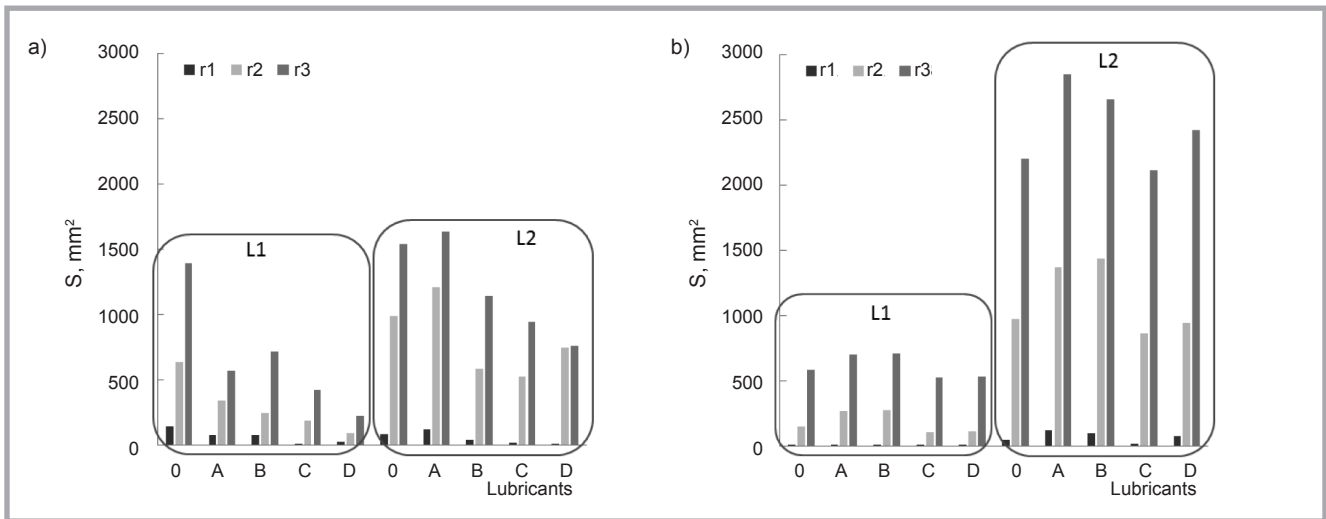 a)
3000
2500
2000
1500
1000
500
0
S, mm²
r1 r2 r3
L1
L2
0 A B C D 0 A B C D
Lubricants
b)
3000
2500
2000
1500
1000
500
0
S, mm²
r1 r2 r3
L1
L2
0 A B C D 0 A B C D
Lubricants